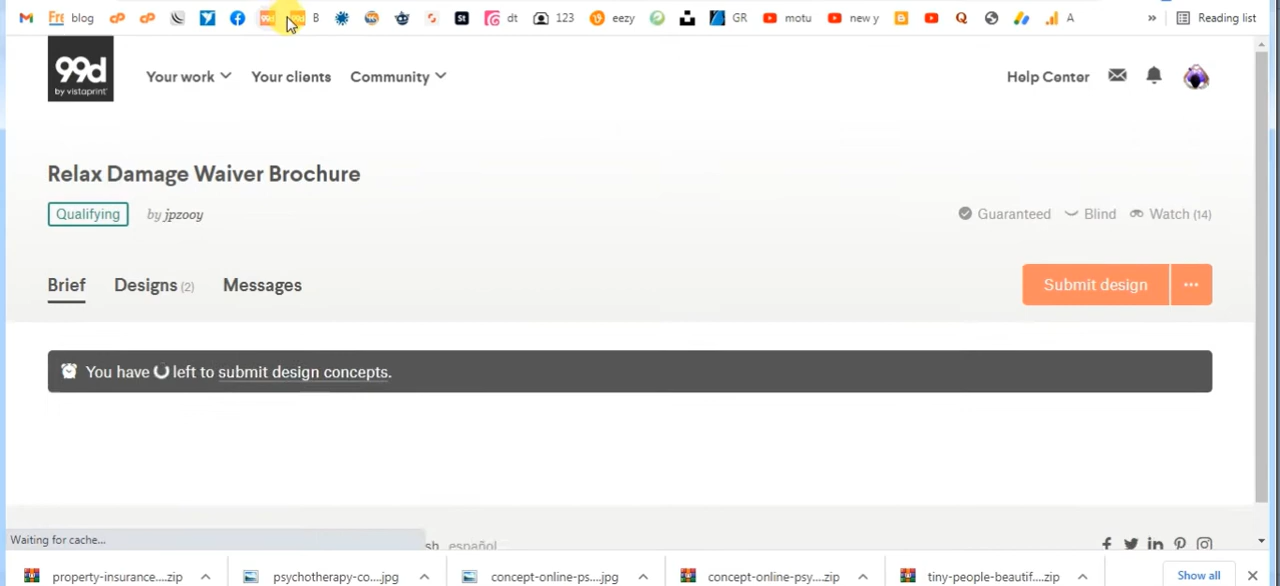 Fre blog B dt 123 eezy GR motu new y A » Reading list
99d
by vistaprint
Your work Your clients Community Help Center
Relax Damage Waiver Brochure
Qualifying by jpzooy Guaranteed Blind Watch (14)
Brief Designs (2) Messages Submit design ...
You have left to submit design concepts.
Waiting for cache...
sh español
property-insurance....zip psychotherapy-co....jpg concept-online-ps....jpg concept-online-psy....zip tiny-people-beautif....zip Show all